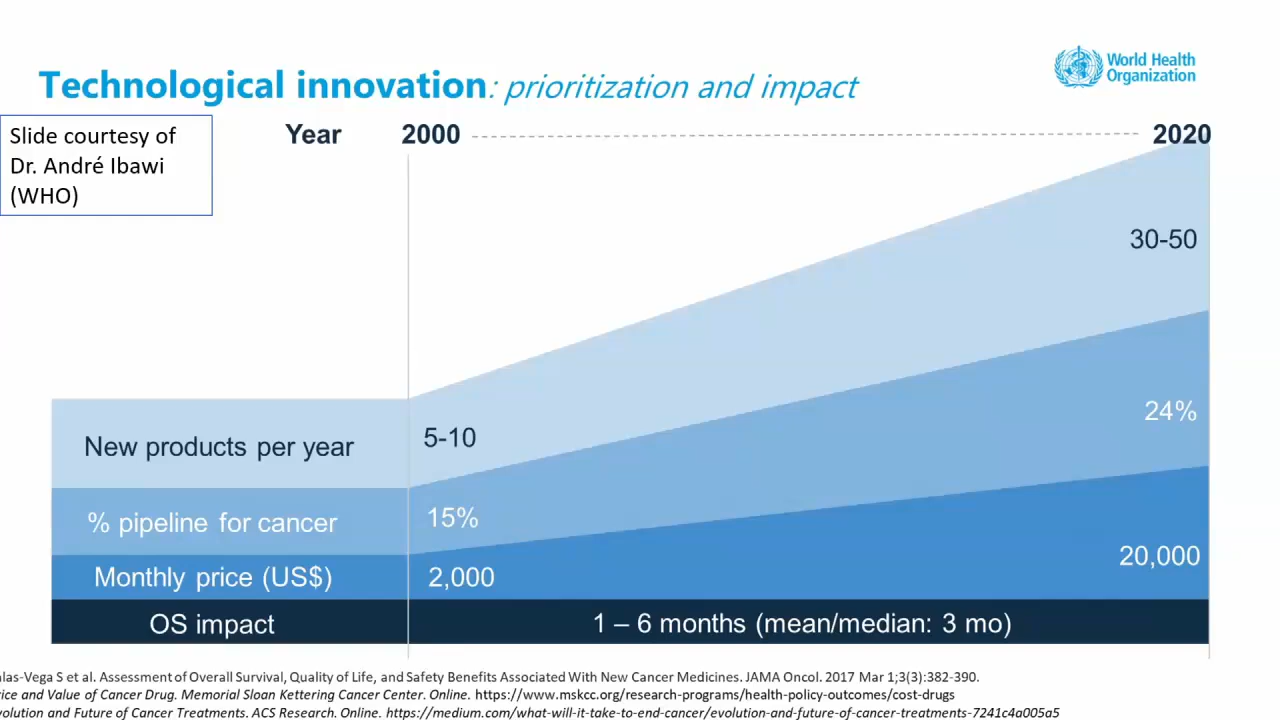 World Health
Organization
Technological innovation: prioritization and impact
Slide courtesy of
Dr. André Ibawi
(WHO)
Year 2000 2020
30-50
24%
New products per year 5-10
% pipeline for cancer 15%
20,000
Monthly price (US$) 2,000
OS impact 1 – 6 months (mean/median: 3 mo)
alas-Vega S et al. Assessment of Overall Survival, Quality of Life, and Safety Benefits Associated With New Cancer Medicines. JAMA Oncol. 2017 Mar 1;3(3):382-390.
rice and Value of Cancer Drug. Memorial Sloan Kettering Cancer Center. Online. https://www.mskcc.org/research-programs/health-policy-outcomes/cost-drugs
volution and Future of Cancer Treatments. ACS Research. Online. https://medium.com/what-will-it-take-to-end-cancer/evolution-and-future-of-cancer-treatments-7241c4a005a5